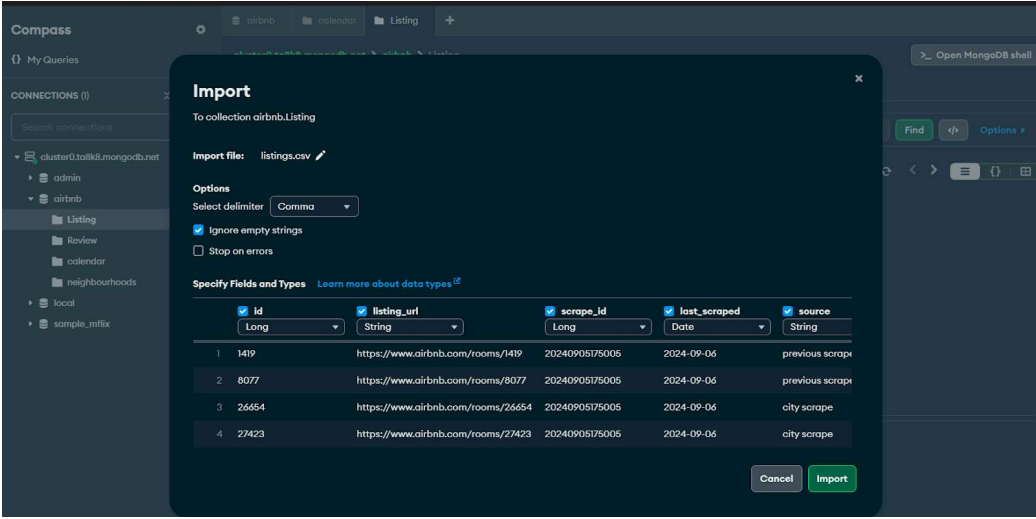 Compass
airbnb
calendar
Listing
+
{} My Queries
cluster0.ta8k8.mongodb.net > airbnb > Listing
>_ Open MongoDB shell
CONNECTIONS (1)
Search connections
Find
</>
Options
cluster0.ta8k8.mongodb.net
admin
airbnb
Listing
Review
calendar
neighbourhoods
local
sample_mflix
{}
Import
To collection airbnb.Listing
Import file: listings.csv
Options
Select delimiter Comma
Ignore empty strings
Stop on errors
Specify Fields and Types Learn more about data types
id listing_url scrape_id last_scraped source
Long String Long Date String
1 1419 https://www.airbnb.com/rooms/1419 20240905175005 2024-09-06 previous scrape
2 8077 https://www.airbnb.com/rooms/8077 20240905175005 2024-09-06 previous scrape
3 26654 https://www.airbnb.com/rooms/26654 20240905175005 2024-09-06 city scrape
4 27423 https://www.airbnb.com/rooms/27423 20240905175005 2024-09-06 city scrape
Cancel
Import